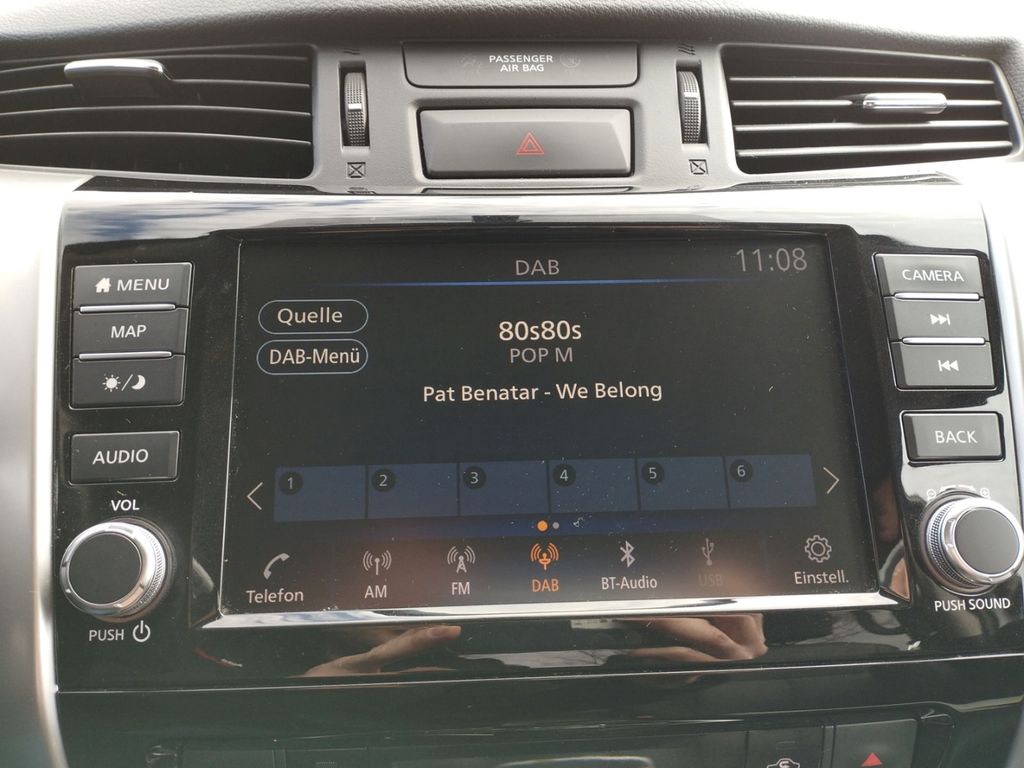 PASSENGER
AIR BAG
DAB
11:08
MENU
MAP
AUDIO
VOL
PUSH
Quelle
DAB-Menü
80s80s
POP M
Pat Benatar - We Belong
1 2 3 4 5 6
Telefon AM FM DAB BT-Audio USB Einstell.
CAMERA
BACK
PUSH SOUND